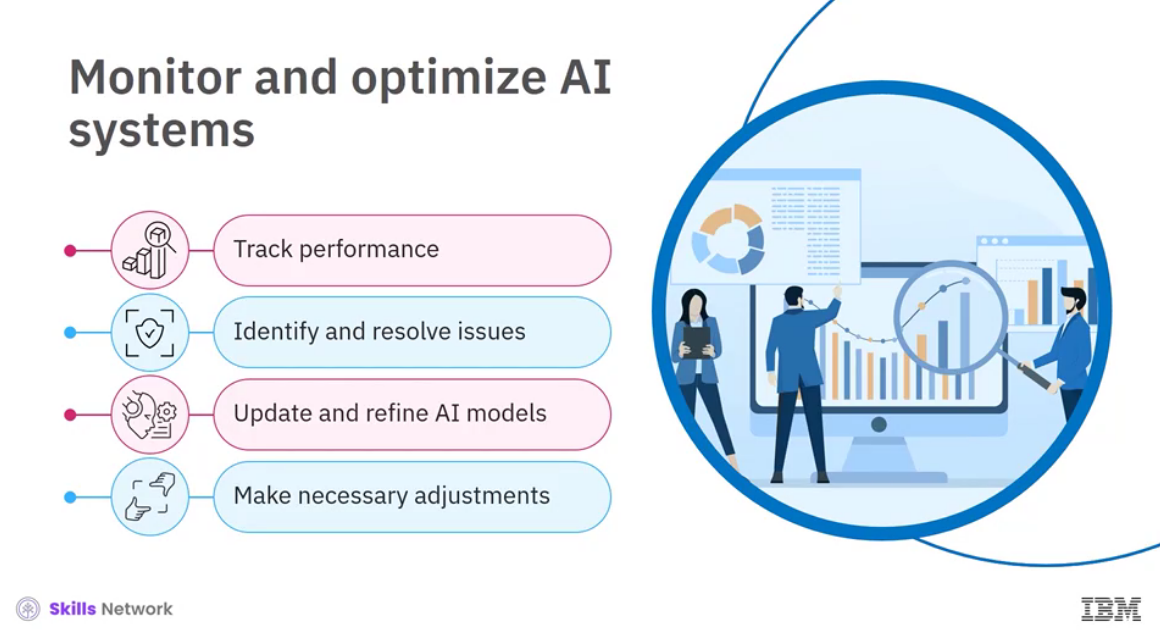 Monitor and optimize AI
systems
Track performance
Identify and resolve issues
Update and refine AI models
Make necessary adjustments
Skills Network
IBM